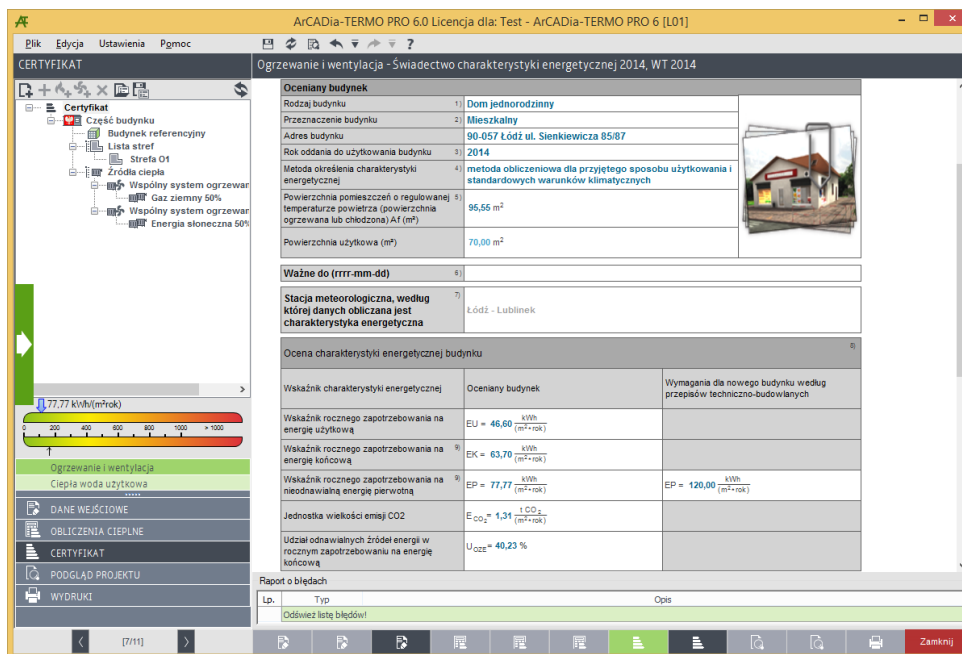 ArCADia-TERMO PRO 6.0 Licencja dla: Test - ArCADia-TERMO PRO 6 [L01]
Plik Edycja Ustawienia Pomoc
CERTYFIKAT
Ogrzewanie i wentylacja - Świadectwo charakterystyki energetycznej 2014, WT 2014
Certyfikat
Część budynku
Budynek referencyjny
Lista stref
Strefa O1
Źródła ciepła
Wspólny system ogrzewan
Gaz ziemny 50%
Wspólny system ogrzewan
Energia słoneczna 50%
77,77 kWh/(m²rok)
0 200 400 600 800 1000 > 1000
Ogrzewanie i wentylacja
Ciepła woda użytkowa
DANE WEJŚCIOWE
OBLICZENIA CIEPLNE
CERTYFIKAT
PODGLĄD PROJEKTU
WYDRUKI
[7/11]
Oceniany budynek
Rodzaj budynku 1) Dom jednorodzinny
Przeznaczenie budynku 2) Mieszkalny
Adres budynku 90-057 Łódź ul. Sienkiewicza 85/87
Rok oddania do użytkowania budynku 3) 2014
Metoda określenia charakterystyki energetycznej 4) metoda obliczeniowa dla przyjętego sposobu użytkowania i
standardowych warunków klimatycznych
Powierzchnia pomieszczeń o regulowanej 5)
temperaturze powietrza (powierzchnia
ogrzewana lub chłodzona) Af (m²)
95,55 m²
Powierzchnia użytkowa (m²) 70,00 m²
Ważne do (rrrr-mm-dd) 6)
Stacja meteorologiczna, według 7)
której danych obliczana jest
charakterystyka energetyczna
Łódź - Lublinek
Ocena charakterystyki energetycznej budynku 8)
Wskaźnik charakterystyki energetycznej Oceniany budynek
Wymagania dla nowego budynku według
przepisów techniczno-budowlanych
Wskaźnik rocznego zapotrzebowania na
energię użytkową
EU = 46,60 kWh/(m²•rok)
Wskaźnik rocznego zapotrzebowania na 9)
energię końcową
EK = 63,70 kWh/(m²•rok)
Wskaźnik rocznego zapotrzebowania na 9)
nieodnawialną energię pierwotną
EP = 77,77 kWh/(m²•rok) EP = 120,00 kWh/(m²•rok)
Jednostka wielkości emisji CO2 E CO₂= 1,31 t CO₂/(m²•rok)
Udział odnawialnych źródeł energii w
rocznym zapotrzebowaniu na energię
końcową
U OZE= 40,23 %
Raport o błędach
Lp. Typ Opis
Odśwież listę błędów!
Zamknij